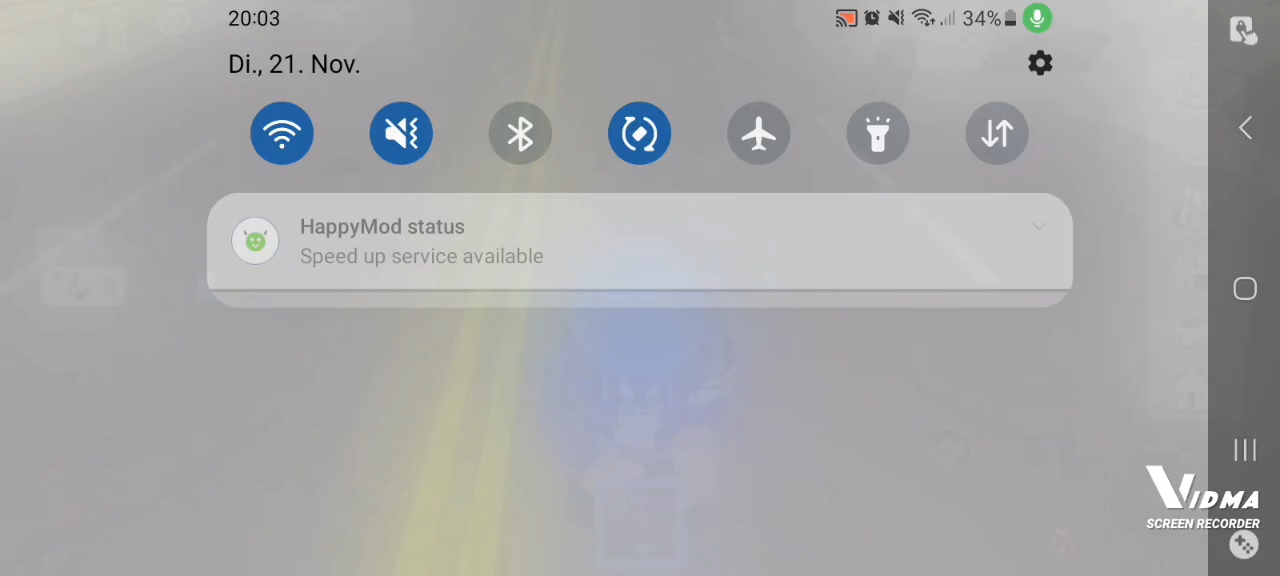 20:03
34%
Di., 21. Nov.
HappyMod status
Speed up service available
VIDMA
SCREEN RECORDER